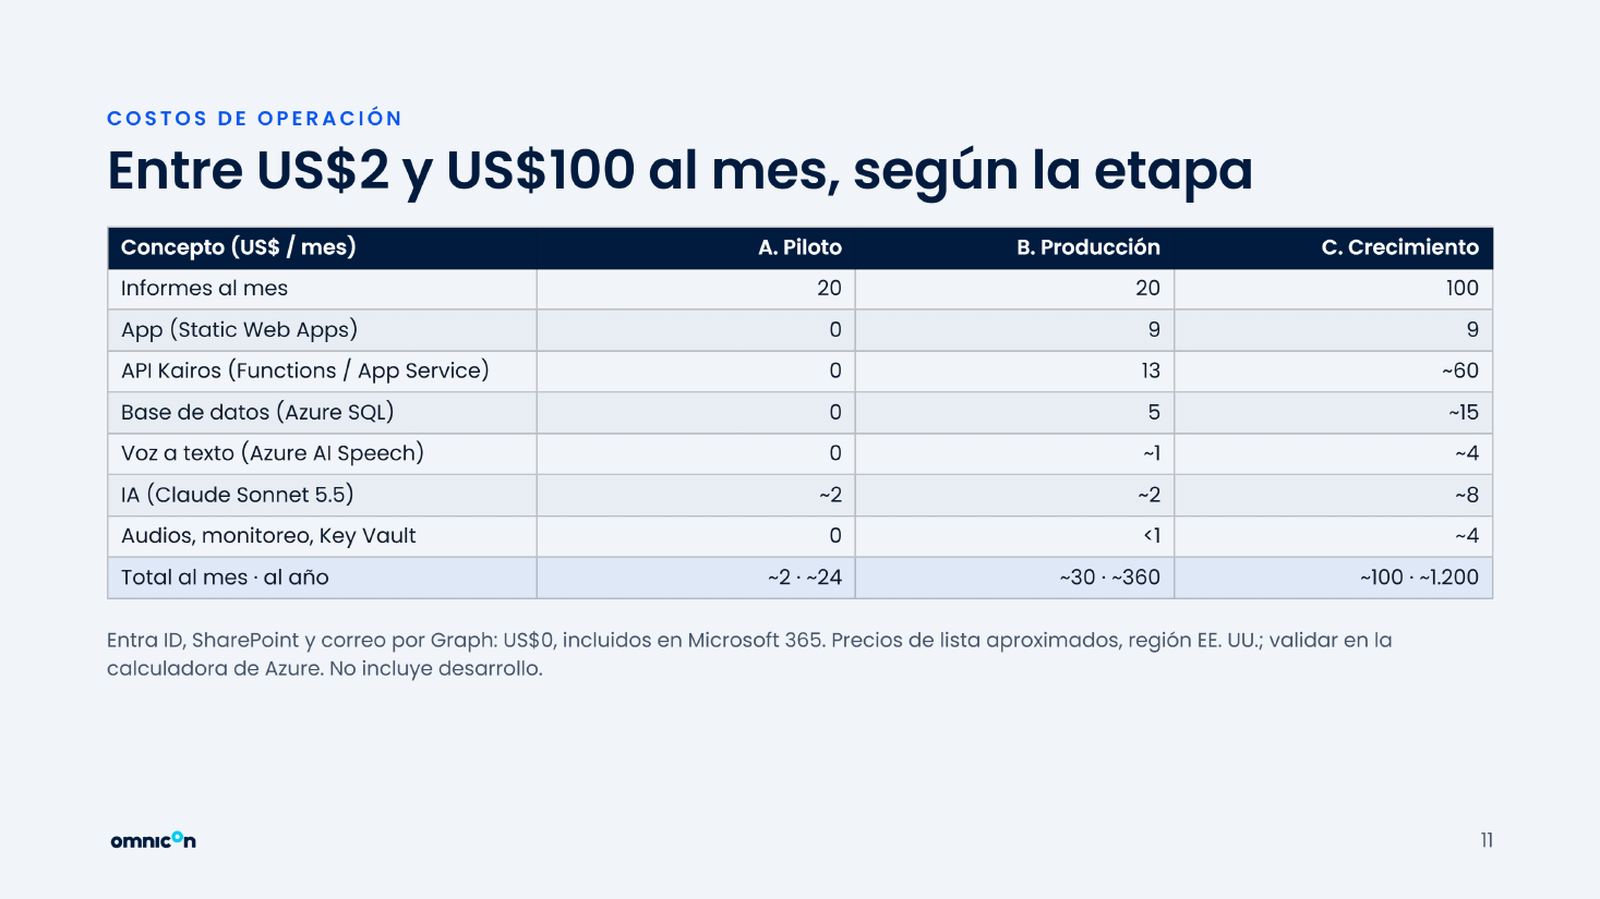 COSTOS DE OPERACIÓN
Entre US$2 y US$100 al mes, según la etapa
Concepto (US$ / mes) A. Piloto B. Producción C. Crecimiento
Informes al mes 20 20 100
App (Static Web Apps) 0 9 9
API Kairos (Functions / App Service) 0 13 ~60
Base de datos (Azure SQL) 0 5 ~15
Voz a texto (Azure AI Speech) 0 ~1 ~4
IA (Claude Sonnet 5.5) ~2 ~2 ~8
Audios, monitoreo, Key Vault 0 <1 ~4
Total al mes · al año ~2 · ~24 ~30 · ~360 ~100 · ~1.200
Entra ID, SharePoint y correo por Graph: US$0, incluidos en Microsoft 365. Precios de lista aproximados, región EE. UU.; validar en la
calculadora de Azure. No incluye desarrollo.
omnicon 11